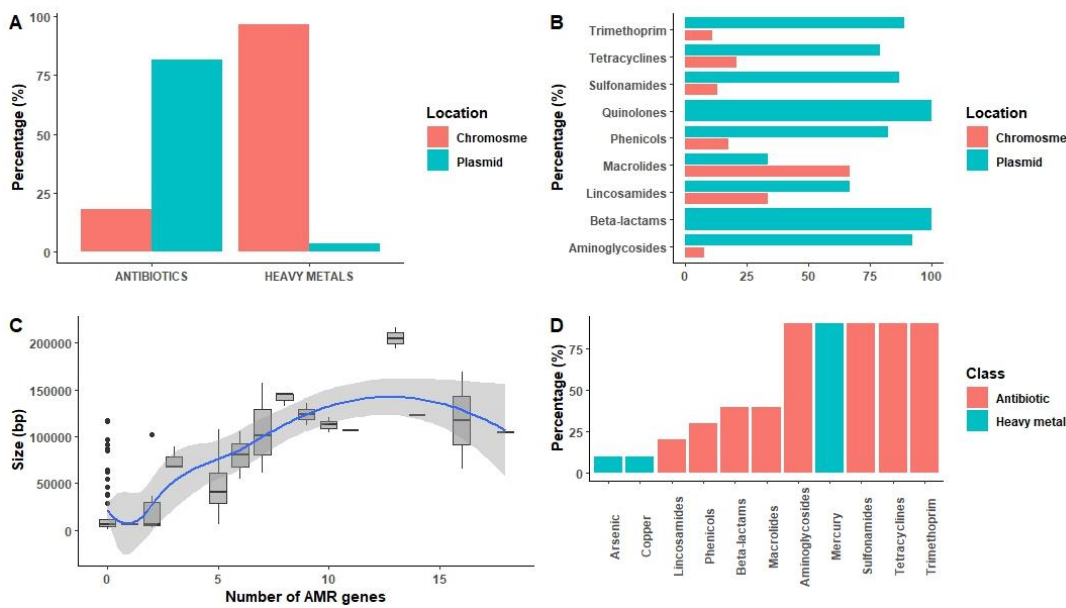 A
Percentage (%)
100
75
50
25
0
ANTIBIOTICS
HEAVY METALS
Location
Chromosme
Plasmid
B
Percentage (%)
Trimethoprim
Tetracyclines
Sulfonamides
Quinolones
Phenicols
Macrolides
Lincosamides
Beta-lactams
Aminoglycosides
0
25
50
75
100
Location
Chromosme
Plasmid
C
Size (bp)
200000
150000
100000
50000
0
0
5
10
15
Number of AMR genes
D
Percentage (%)
75
50
25
0
Arsenic
Copper
Lincosamides
Phenicols
Beta-lactams
Macrolides
Aminoglycosides
Mercury
Sulfonamides
Tetracyclines
Trimethoprim
Class
Antibiotic
Heavy metal